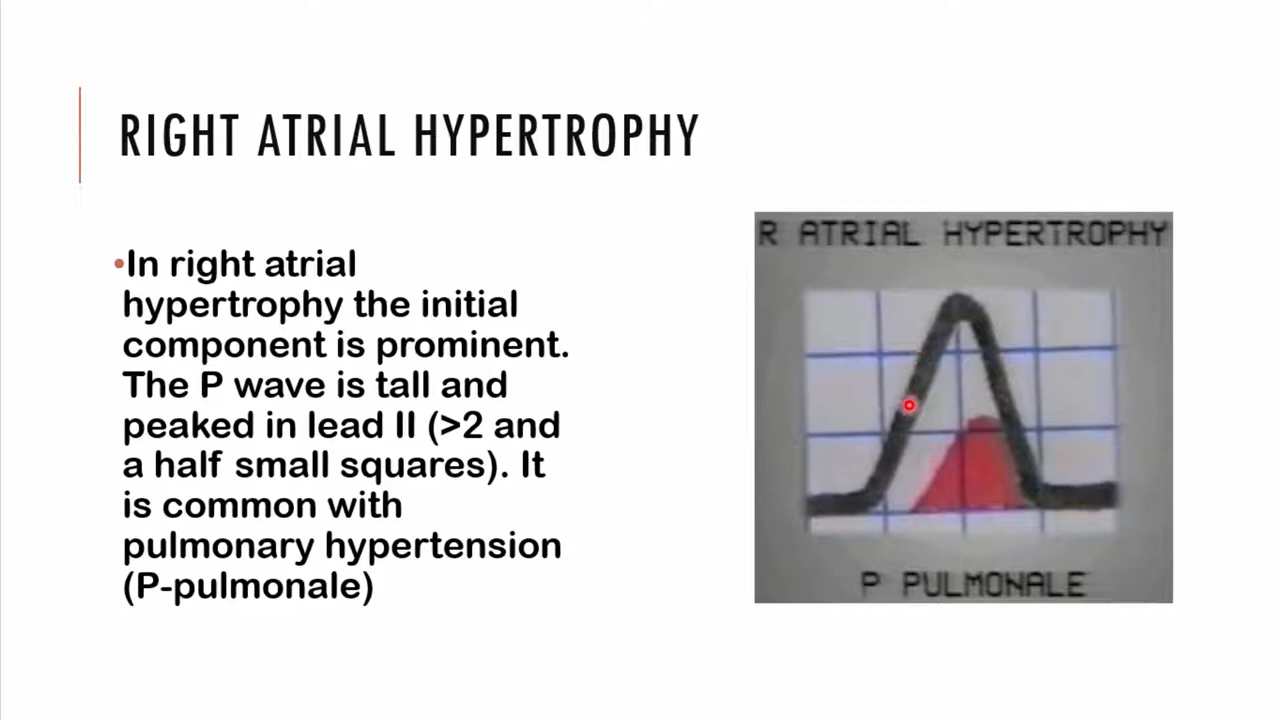 RIGHT ATRIAL HYPERTROPHY
•In right atrial
hypertrophy the initial
component is prominent.
The P wave is tall and
peaked in lead II (>2 and
a half small squares). It
is common with
pulmonary hypertension
(P-pulmonale)
R ATRIAL HYPERTROPHY
P PULMONALE